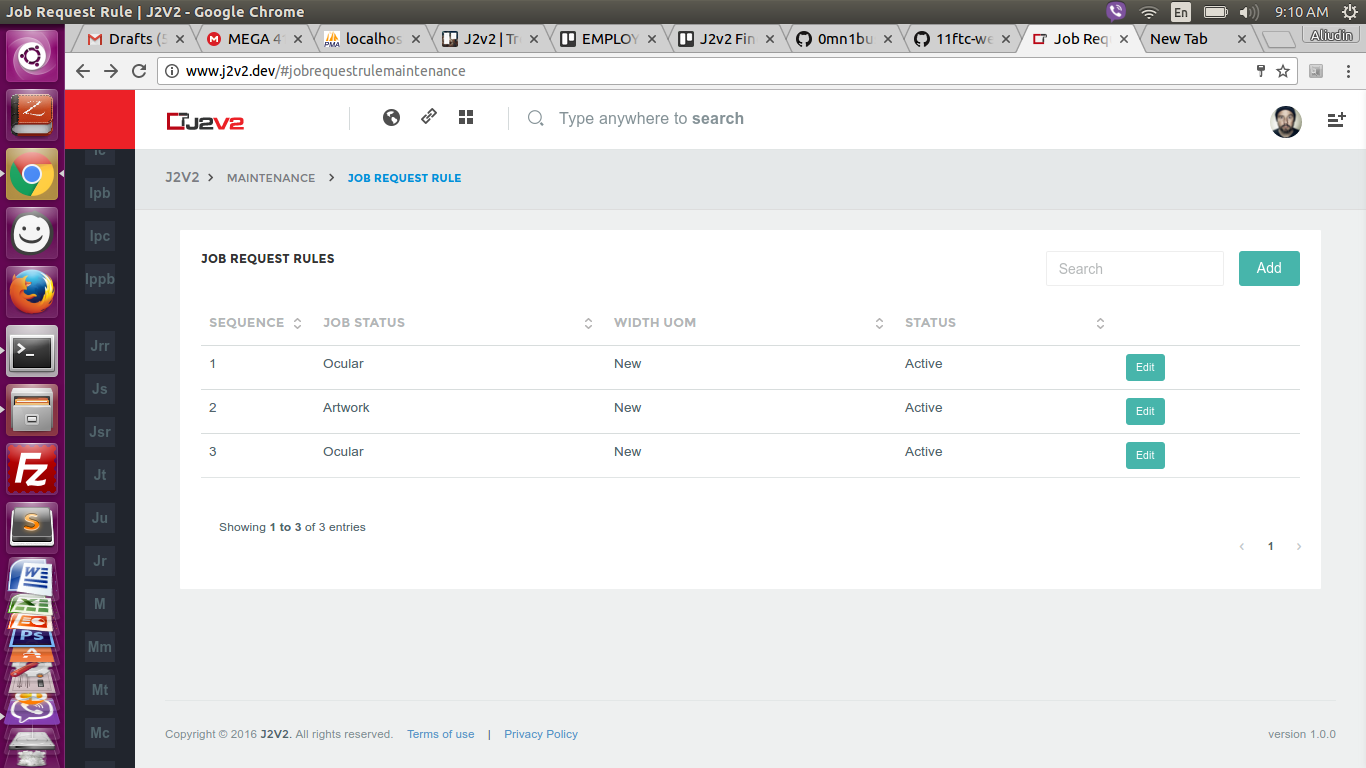 Job Request Rule | J2V2 - Google Chrome
En
9:10 AM
Drafts (5
MEGA 4
localhos
J2v2 | Tr
EMPLOY
J2v2 Fin
0mn1bu
11ftc-we
Job Req
New Tab
Aliudin
www.j2v2.dev/#jobrequestrulemaintenance
J2V2
Type anywhere to search
J2V2 > MAINTENANCE > JOB REQUEST RULE
Ic
Ipb
Ipc
Ippb
Jrr
Js
Jsr
Jt
Ju
Jr
M
Mm
Mt
Mc
JOB REQUEST RULES
Search
Add
SEQUENCE JOB STATUS WIDTH UOM STATUS
1 Ocular New Active Edit
2 Artwork New Active Edit
3 Ocular New Active Edit
Showing 1 to 3 of 3 entries
‹ 1 ›
Copyright © 2016 J2V2. All rights reserved. Terms of use | Privacy Policy
version 1.0.0